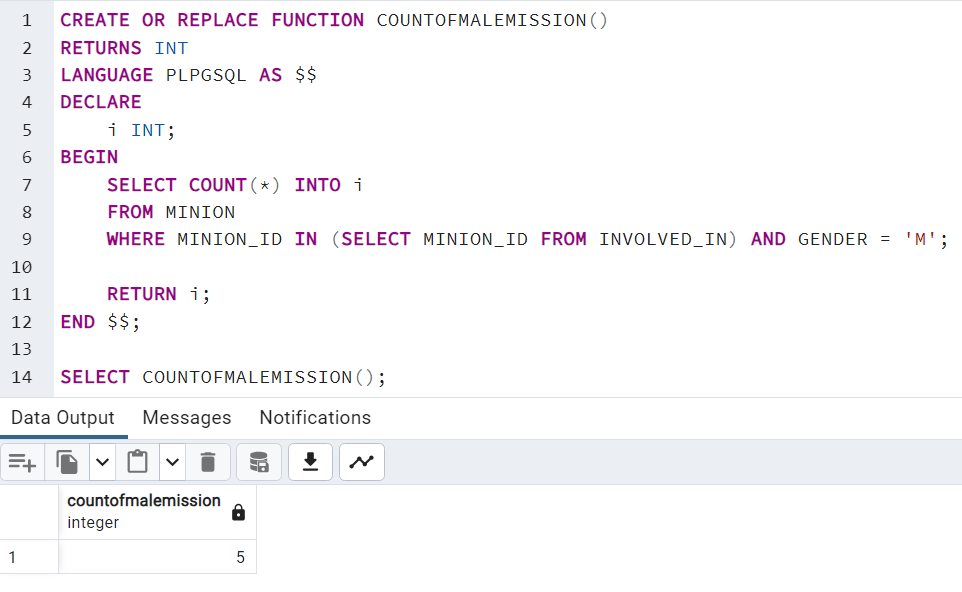 1 CREATE OR REPLACE FUNCTION COUNTOFMALEMISSION()
2 RETURNS INT
3 LANGUAGE PLPGSQL AS $$
4 DECLARE
5     i INT;
6 BEGIN
7     SELECT COUNT(*) INTO i
8     FROM MINION
9     WHERE MINION_ID IN (SELECT MINION_ID FROM INVOLVED_IN) AND GENDER = 'M';
10
11     RETURN i;
12 END $$;
13
14 SELECT COUNTOFMALEMISSION();
Data Output Messages Notifications
countofmalemission
integer
1 5